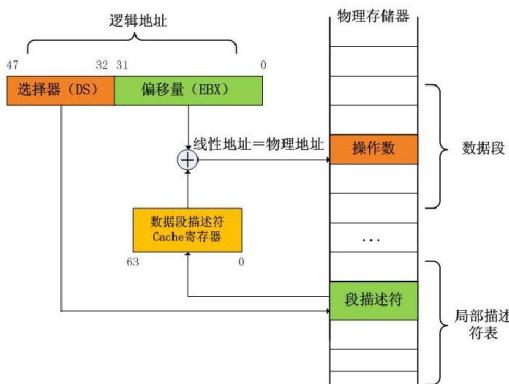 逻辑地址
物理存储器
47 32 31 0
选择器（DS） 偏移量（EBX）
线性地址＝物理地址
操作数
数据段
数据段描述符
Cache寄存器
63 0
...
段描述符
局部描述
符表